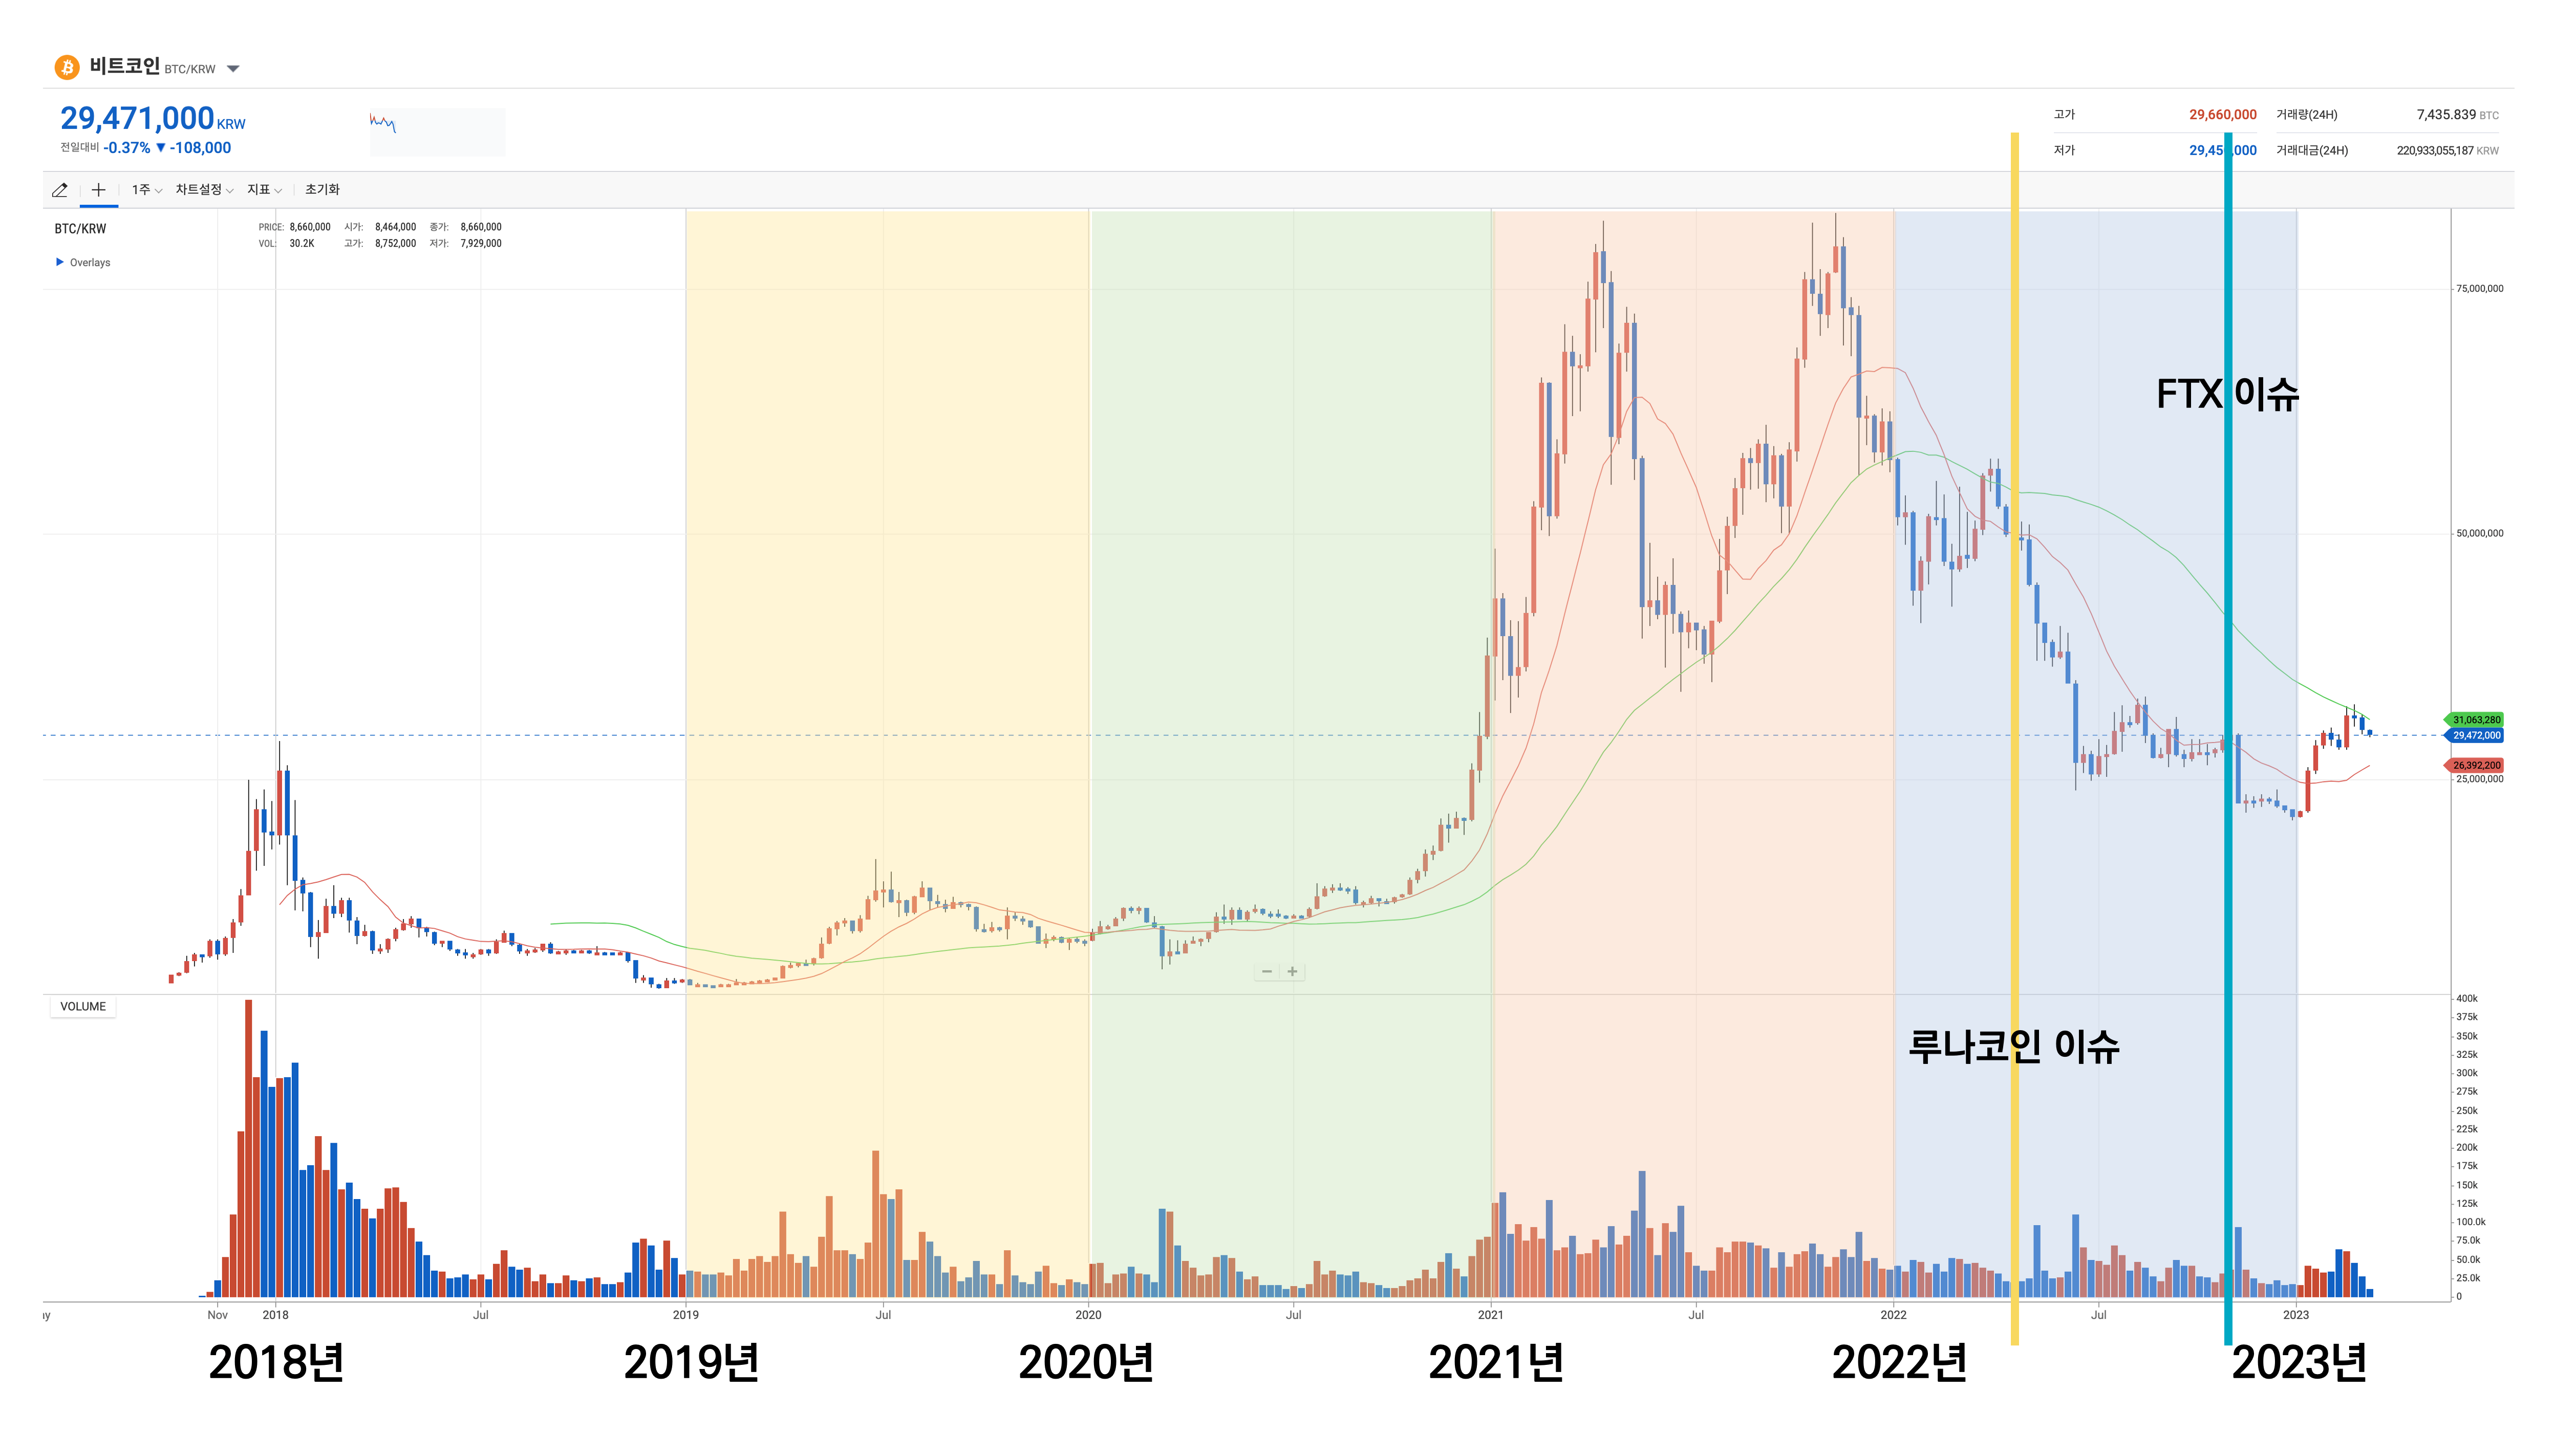 비트코인 BTC/KRW
29,471,000 KRW
전일대비 -0.37% ▼ -108,000
고가 29,660,000 거래량(24H) 7,435.839 BTC
저가 거래대금(24H) 220,933,055,187 KRW
1주 차트설정 지표 초기화
BTC/KRW
PRICE: 8,660,000 시가: 8,464,000 종가: 8,660,000
VOL: 30.2K 고가: 8,752,000 저가: 7,929,000
Overlays
75,000,000
FTX 이슈
50,000,000
31,063,280
29,472,000
26,392,200
25,000,000
VOLUME
400k
375k
350k
325k
300k
275k
250k
225k
200k
175k
150k
125k
100.0k
75.0k
50.0k
25.0k
0
루나코인 이슈
Nov 2018 Jul 2019 Jul 2020 Jul 2021 Jul 2022 Jul 2023
2018년 2019년 2020년 2021년 2022년 2023년